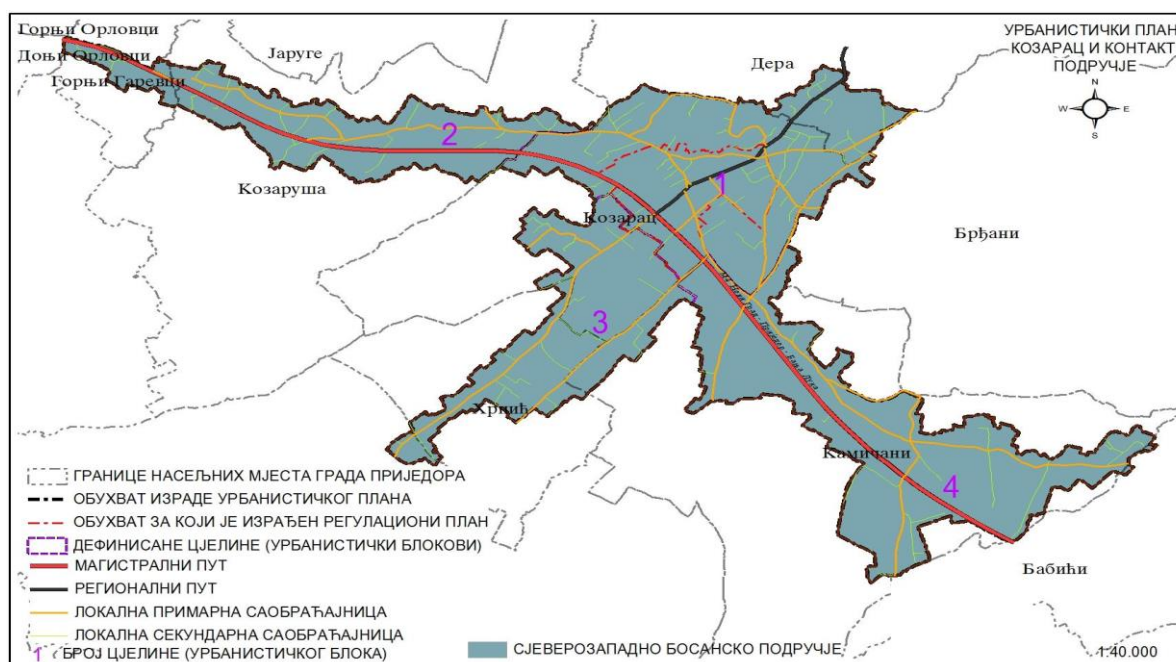 Горњи Орловци
Доњи Орловци
Горњи Гаревци
Јаруге
Дера
УРБАНИСТИЧКИ ПЛАН
КОЗАРАЦ И КОНТАКТ
ПОДРУЧЈЕ
N
W E
S
2
1
Козаруша
Козарац
Брђани
3
Хрнић
Камичани
4
Бабићи
ГРАНИЦЕ НАСЕЉНИХ МЈЕСТА ГРАДА ПРИЈЕДОРА
ОБУХВАТ ИЗРАДЕ УРБАНИСТИЧКОГ ПЛАНА
ОБУХВАТ ЗА КОЈИ ЈЕ ИЗРАЂЕН РЕГУЛАЦИОНИ ПЛАН
ДЕФИНИСАНЕ ЦЈЕЛИНЕ (УРБАНИСТИЧКИ БЛОКОВИ)
МАГИСТРАЛНИ ПУТ
РЕГИОНАЛНИ ПУТ
ЛОКАЛНА ПРИМАРНА САОБРАЋАЈНИЦА
ЛОКАЛНА СЕКУНДАРНА САОБРАЋАЈНИЦА
1 БРОЈ ЦЈЕЛИНЕ (УРБАНИСТИЧКОГ БЛОКА)
СЈЕВЕРОЗАПАДНО БОСАНСКО ПОДРУЧЈЕ
1:40.000